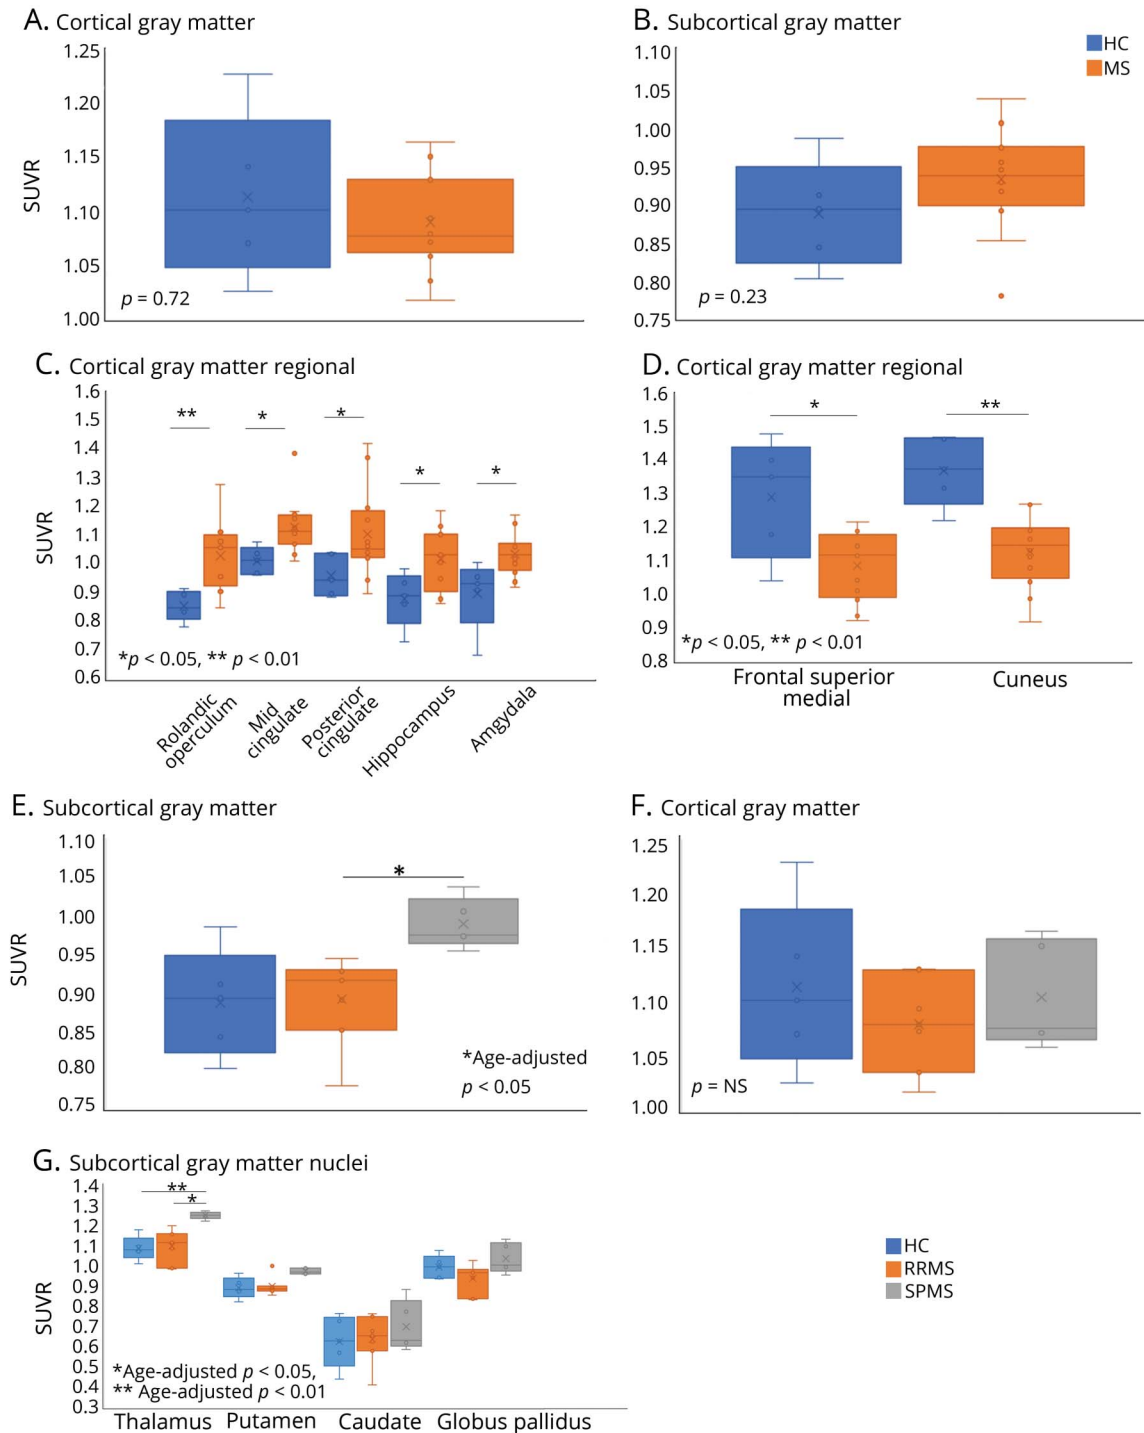 A. Cortical gray matter
1.25
1.20
1.15
1.10
1.05
1.00
SUVR
p = 0.72
B. Subcortical gray matter
HC
MS
1.10
1.05
1.00
0.95
0.90
0.85
0.80
0.75
p = 0.23
C. Cortical gray matter regional
1.6
1.5
1.4
1.3
1.2
1.1
1.0
0.9
0.8
0.7
0.6
SUVR
**
*
*
*
*
*p < 0.05, ** p < 0.01
Rolandic
operculum
Mid
cingulate
Posterior
cingulate
Hippocampus
Amgydala
D. Cortical gray matter regional
1.6
1.5
1.4
1.3
1.2
1.1
1.0
0.9
0.8
*
**
*p < 0.05, ** p < 0.01
Frontal superior
medial
Cuneus
E. Subcortical gray matter
1.10
1.05
1.00
0.95
0.90
0.85
0.80
0.75
SUVR
*
*Age-adjusted
p < 0.05
F. Cortical gray matter
1.25
1.20
1.15
1.10
1.05
1.00
p = NS
G. Subcortical gray matter nuclei
1.4
1.3
1.2
1.1
1.0
0.9
0.8
0.7
0.6
0.5
0.4
0.3
SUVR
**
*
*Age-adjusted p < 0.05,
** Age-adjusted p < 0.01
Thalamus Putamen Caudate Globus pallidus
HC
RRMS
SPMS